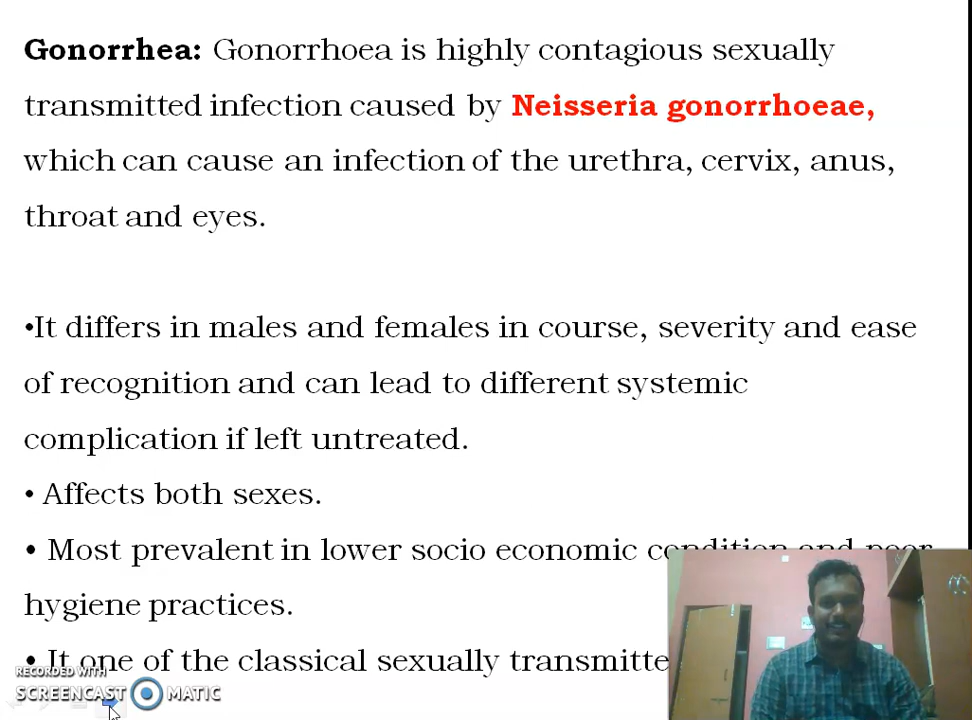 Gonorrhea: Gonorrhoea is highly contagious sexually
transmitted infection caused by Neisseria gonorrhoeae,
which can cause an infection of the urethra, cervix, anus,
throat and eyes.
•It differs in males and females in course, severity and ease
of recognition and can lead to different systemic
complication if left untreated.
• Affects both sexes.
• Most prevalent in lower socio economic condition and poor
hygiene practices.
• It one of the classical sexually transmitte
RECORDED WITH
SCREENCAST MATIC